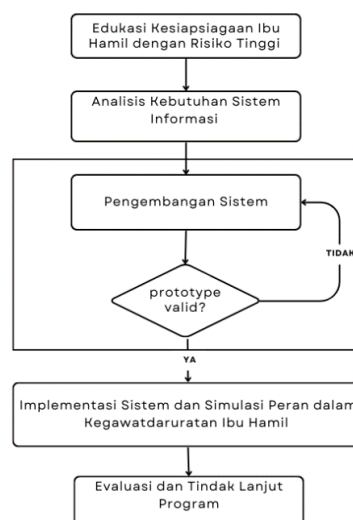 Edukasi Kesiapsiagaan Ibu
Hamil dengan Risiko Tinggi
Analisis Kebutuhan Sistem
Informasi
Pengembangan Sistem
TIDAK
prototype
valid?
YA
Implementasi Sistem dan Simulasi Peran dalam
Kegawatdaruratan Ibu Hamil
Evaluasi dan Tindak Lanjut
Program